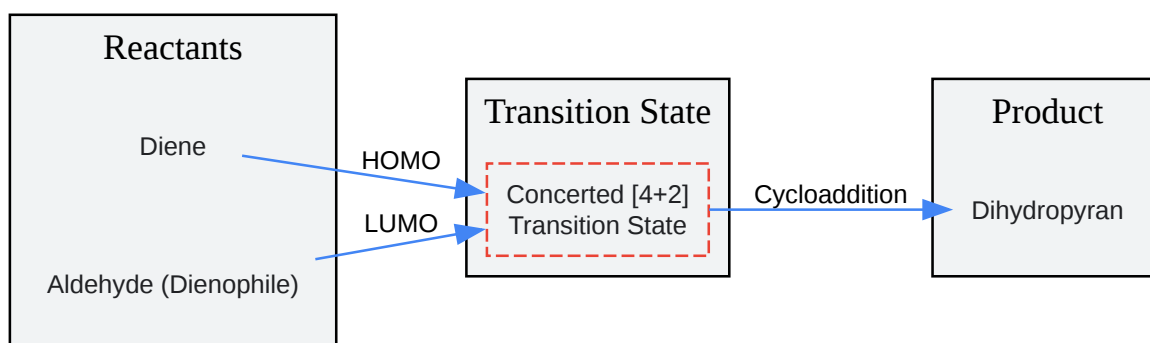 Reactants
Diene
Aldehyde (Dienophile)
HOMO
LUMO
Transition State
Concerted [4+2]
Transition State
Cycloaddition
Product
Dihydropyran